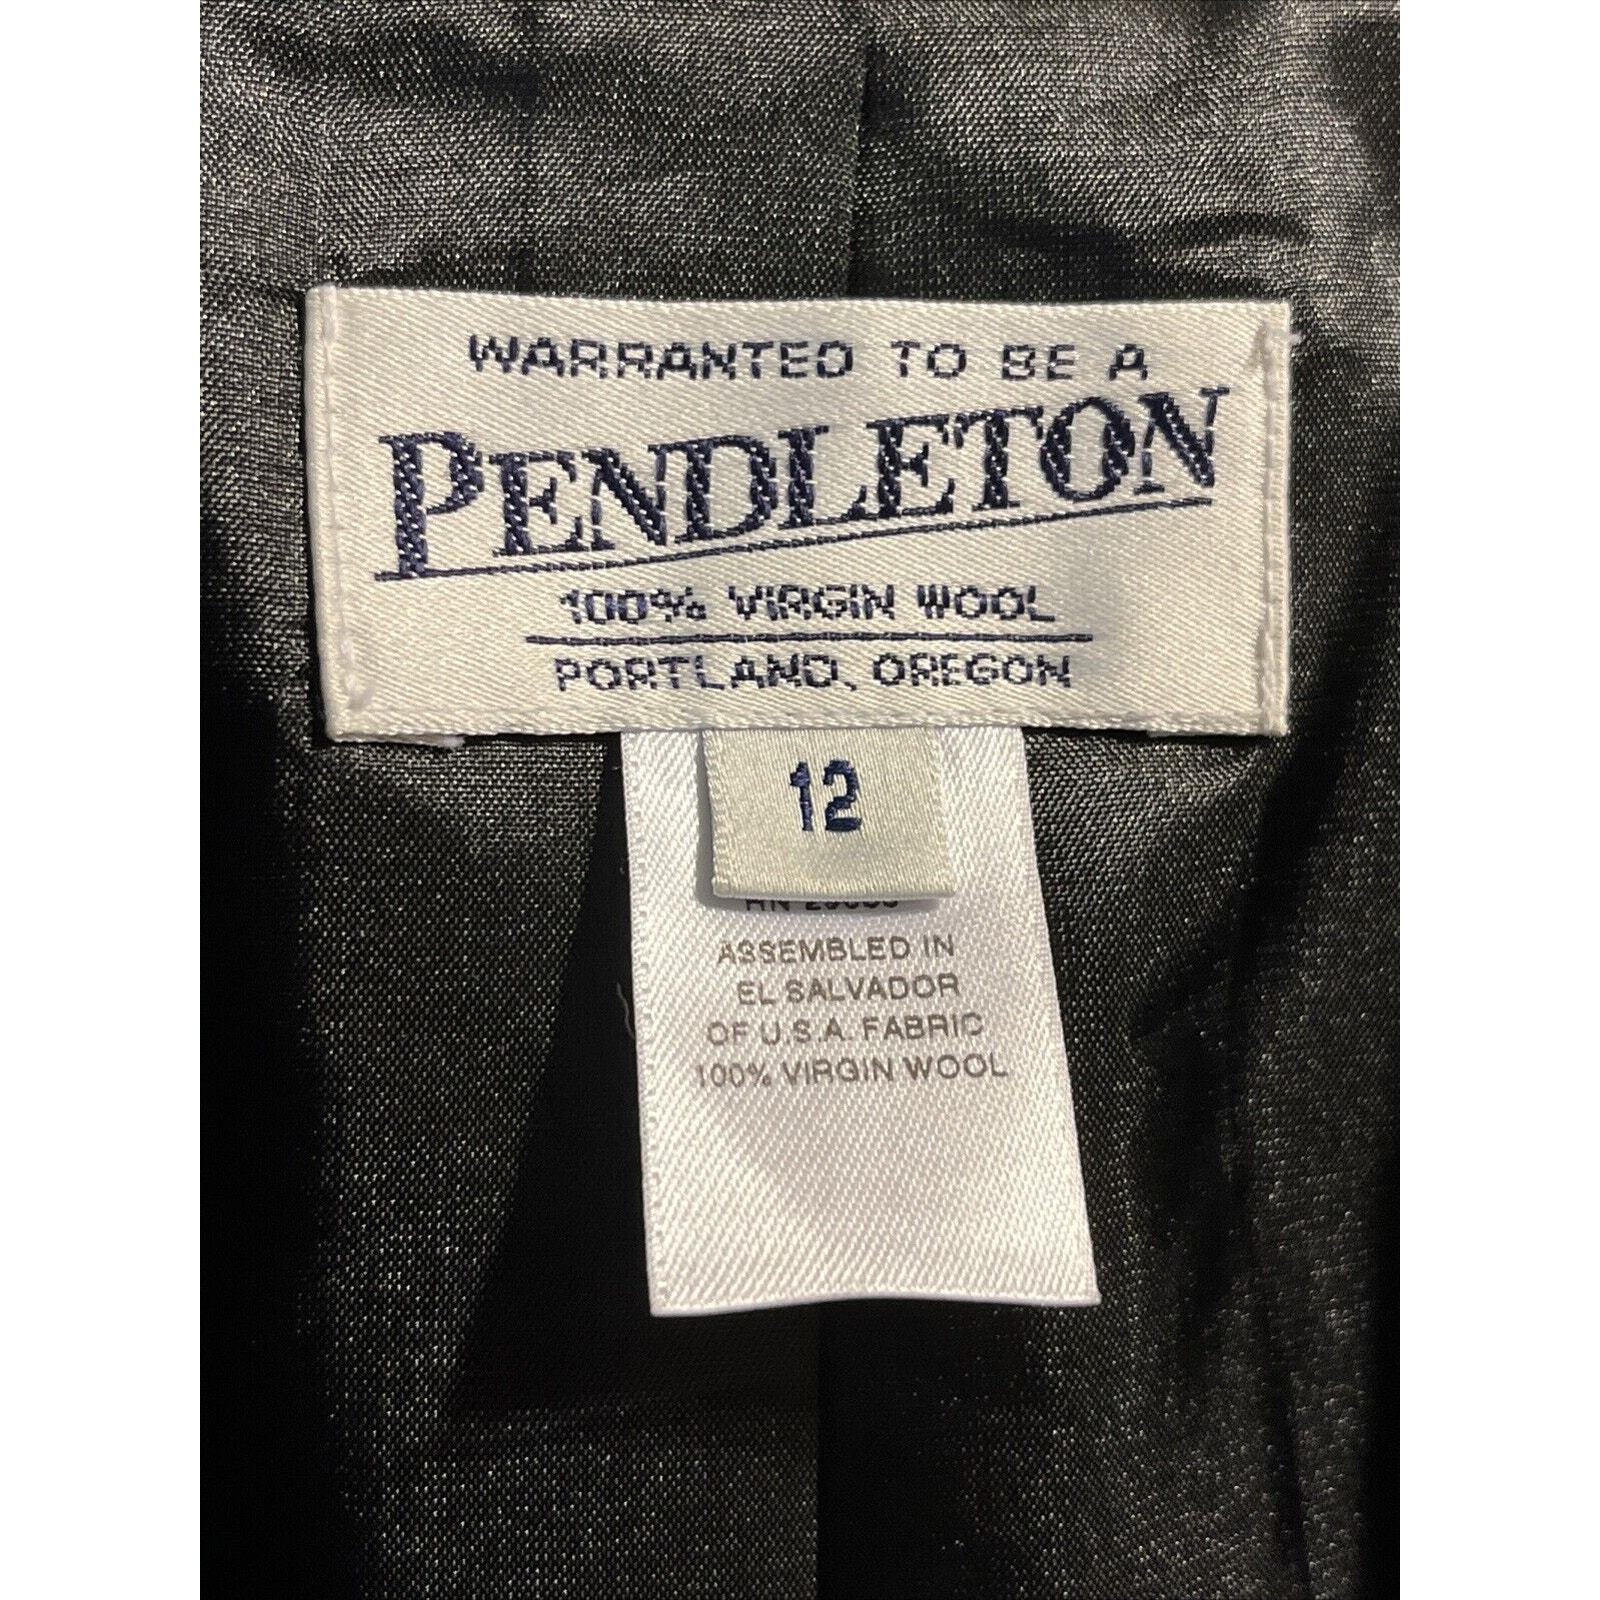 WARRANTED TO BE A
PENDLETON
100% VIRGIN WOOL
PORTLAND, OREGON
12
RN
ASSEMBLED IN
EL SALVADOR
OF U.S.A. FABRIC
100% VIRGIN WOOL